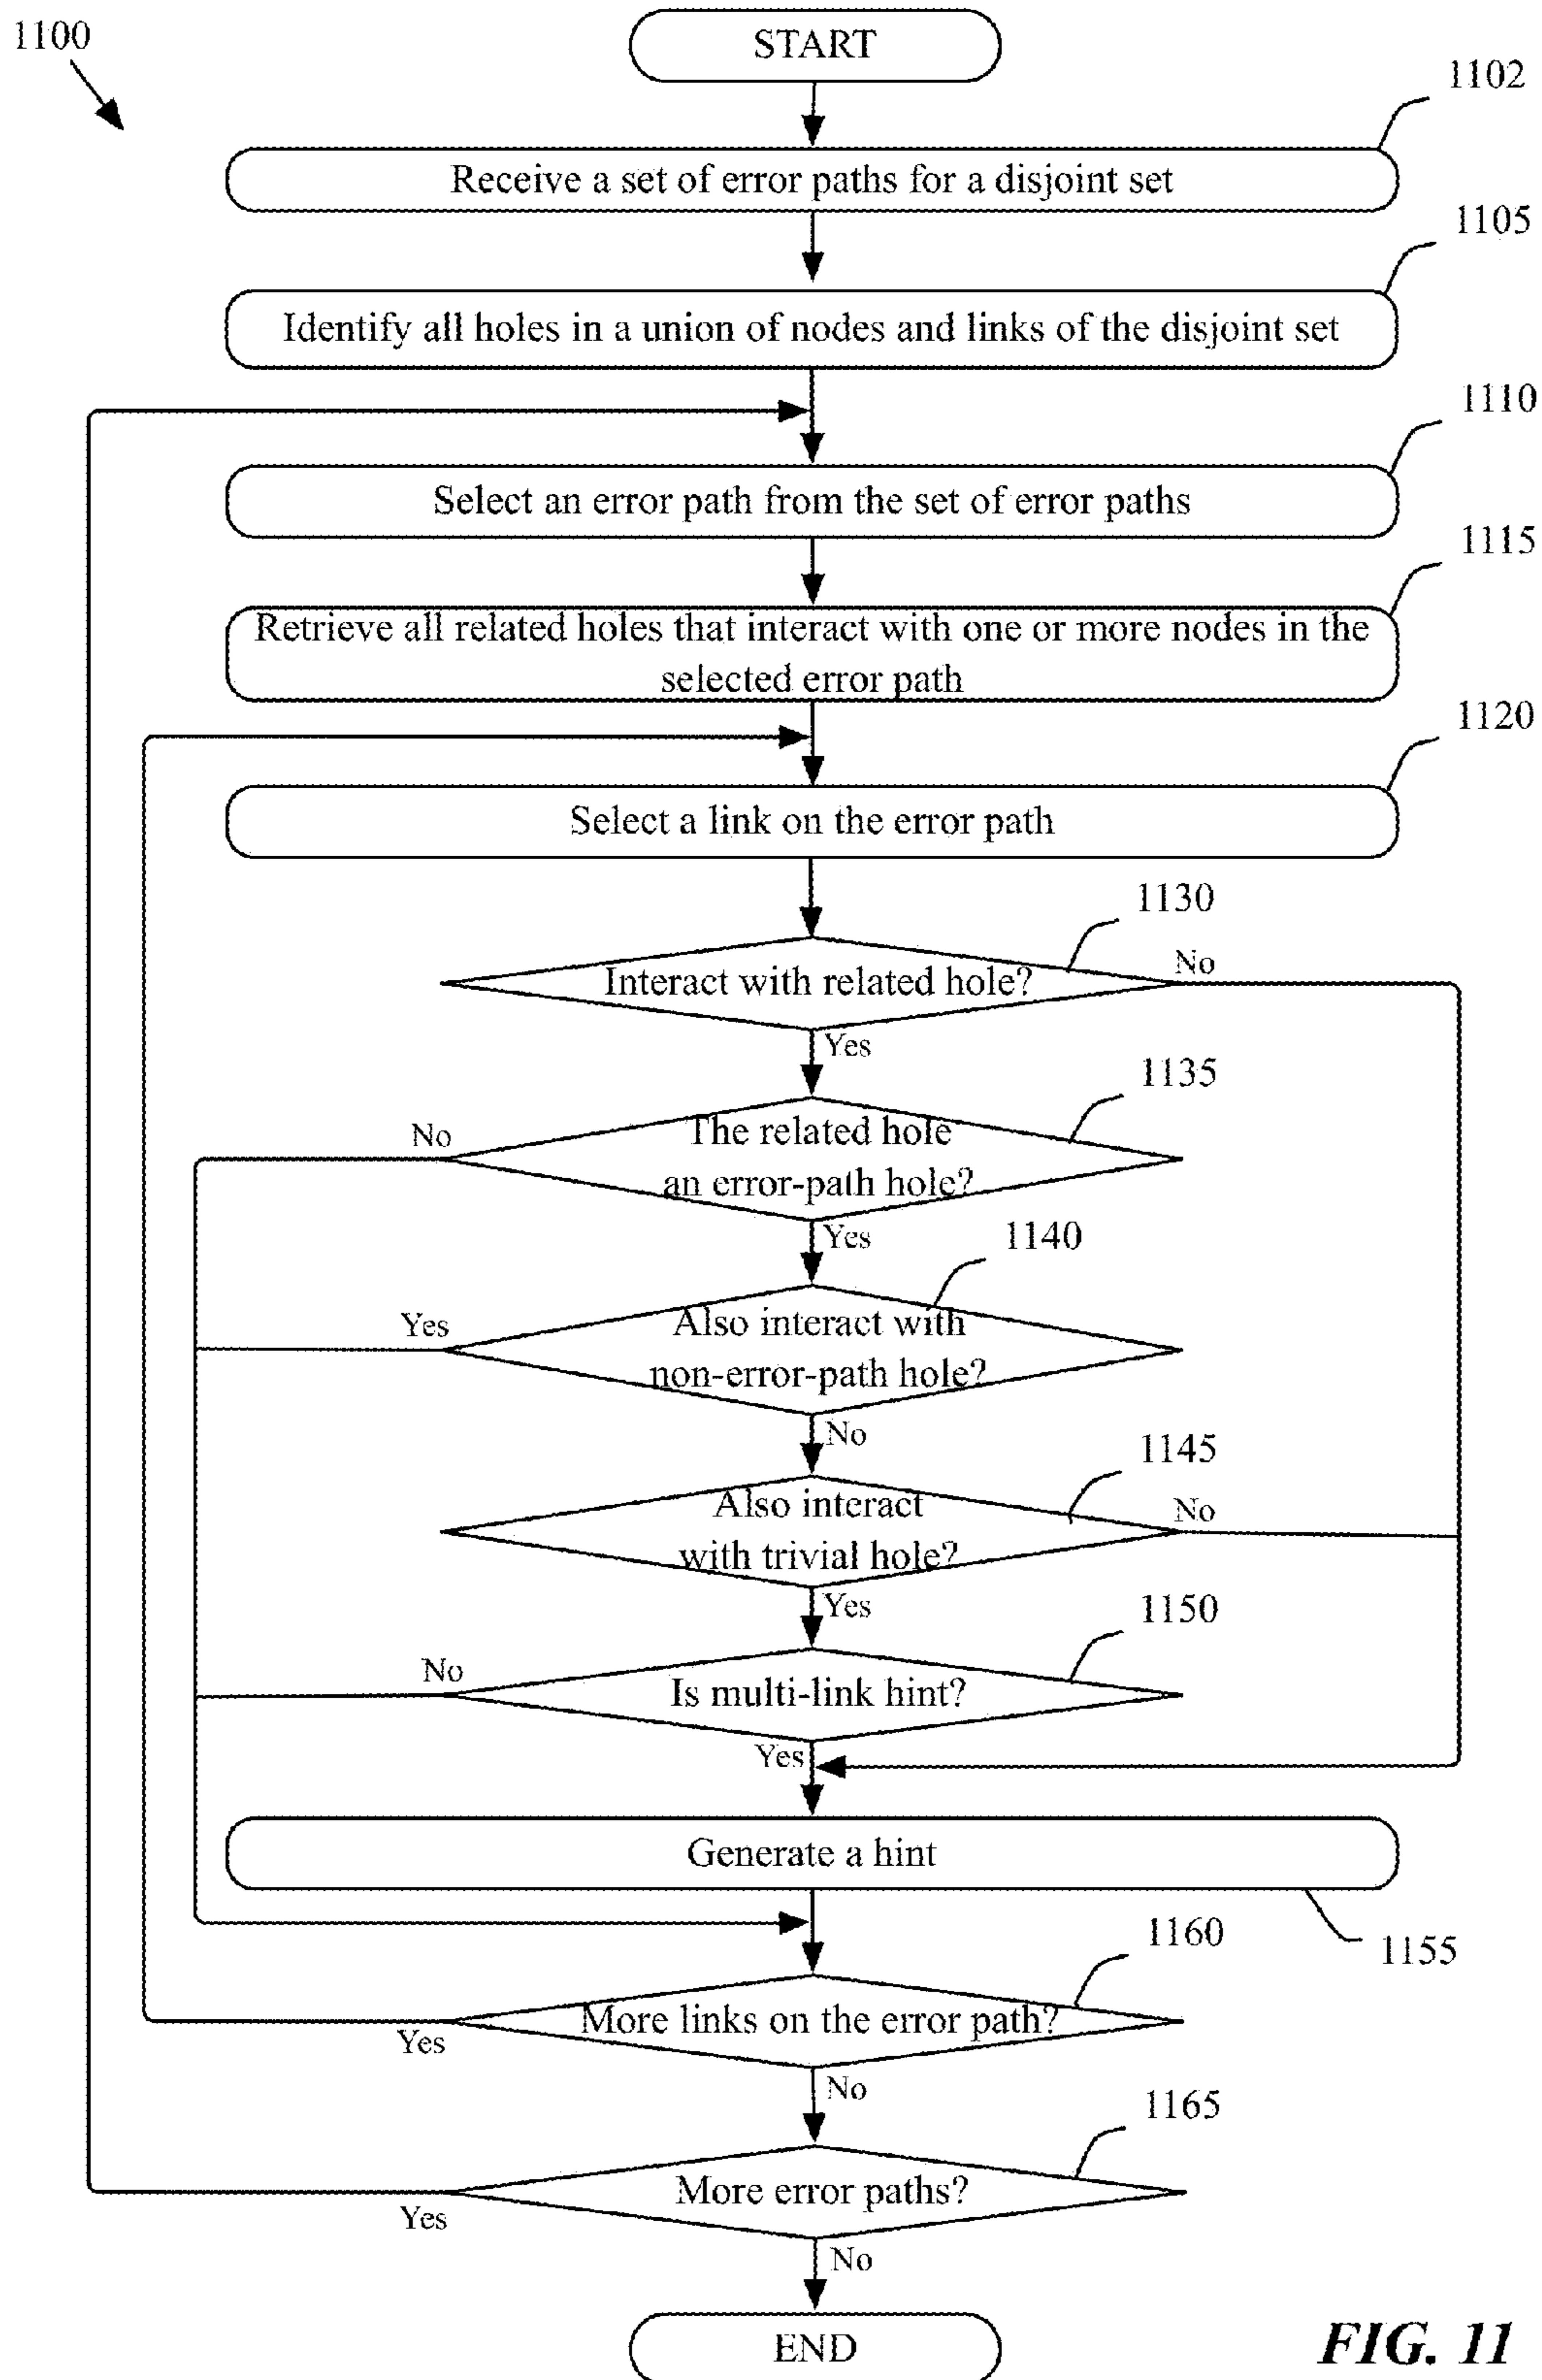 1100
START
1102
Receive a set of error paths for a disjoint set
1105
Identify all holes in a union of nodes and links of the disjoint set
1110
Select an error path from the set of error paths
1115
Retrieve all related holes that interact with one or more nodes in the
selected error path
1120
Select a link on the error path
1130
Interact with related hole?
No
Yes
1135
The related hole
an error-path hole?
No
Yes
1140
Also interact with
non-error-path hole?
Yes
No
1145
Also interact
with trivial hole?
No
Yes
1150
Is multi-link hint?
No
Yes
Generate a hint
1155
1160
More links on the error path?
Yes
No
1165
More error paths?
Yes
No
END
FIG. 11